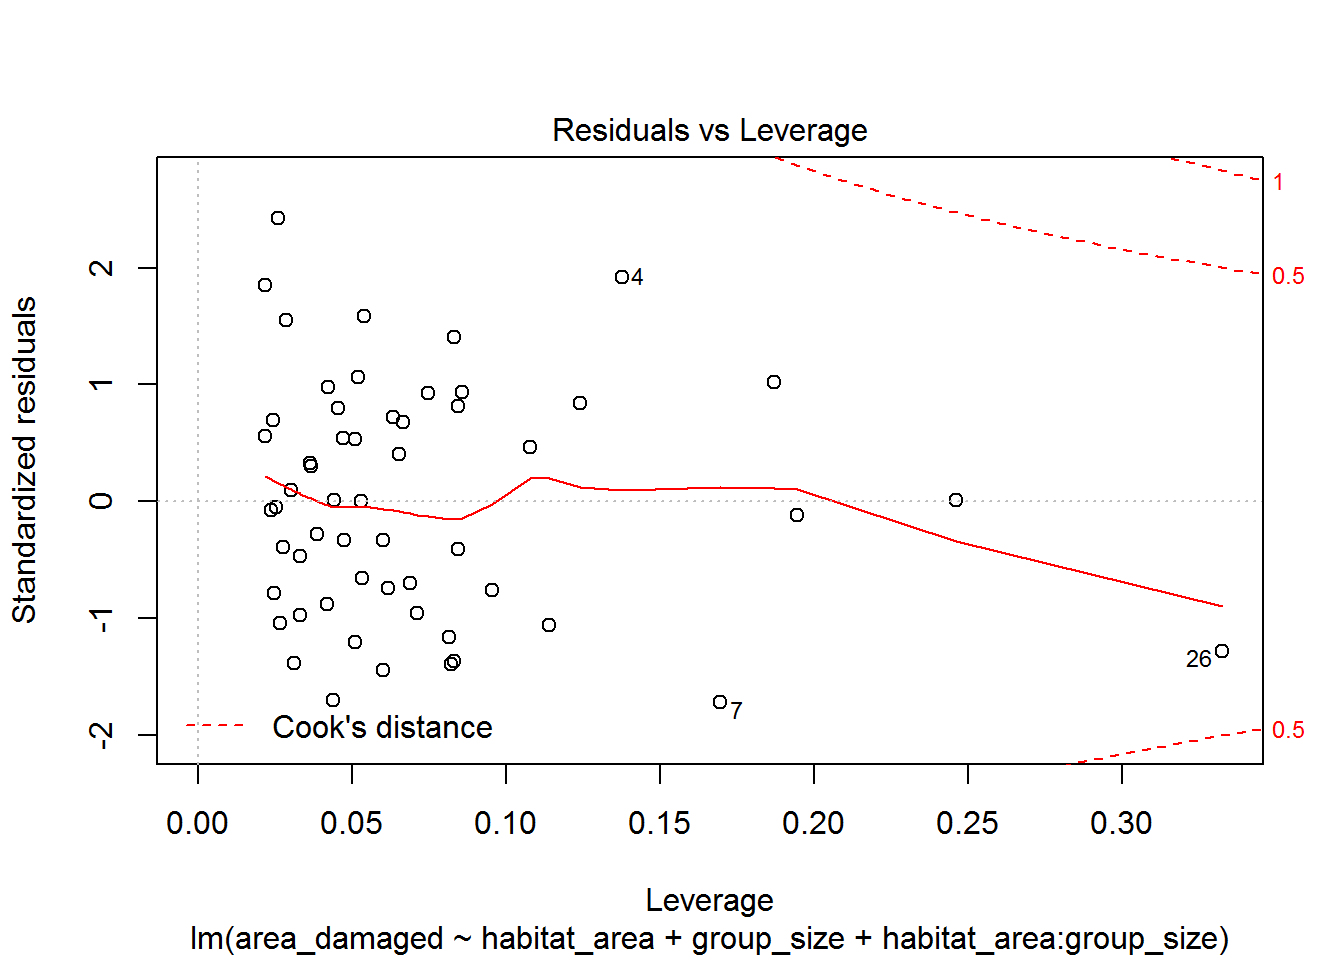 Residuals vs Leverage
Standardized residuals
2
1
0
-1
-2
1
0.5
0.5
4
26
7
Cook's distance
0.00 0.05 0.10 0.15 0.20 0.25 0.30
Leverage
lm(area_damaged ~ habitat_area + group_size + habitat_area:group_size)